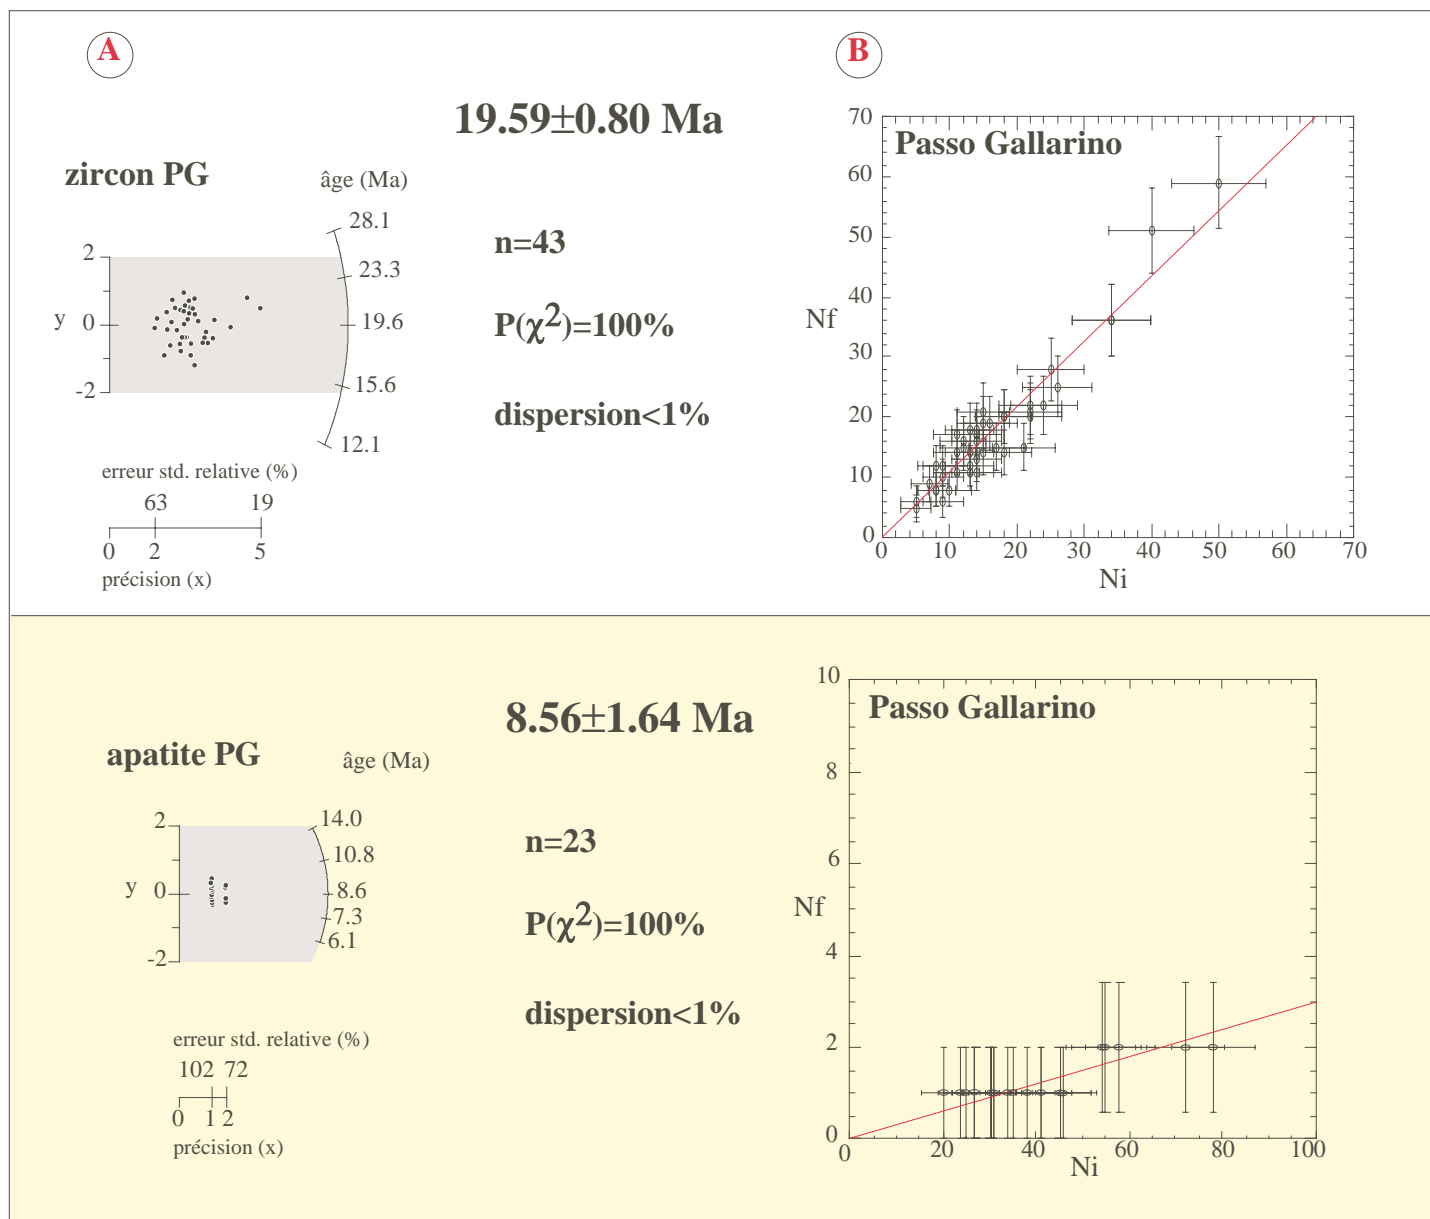 A
B
19.59±0.80 Ma
zircon PG
âge (Ma)
28.1
23.3
19.6
15.6
12.1
2
y 0
-2
n=43
P(χ2)=100%
dispersion<1%
erreur std. relative (%)
63 19
0 2 5
précision (x)
Passo Gallarino
70
60
50
40
Nf
30
20
10
0
0 10 20 30 40 50 60 70
Ni
8.56±1.64 Ma
apatite PG
âge (Ma)
14.0
10.8
8.6
7.3
6.1
2
y 0
-2
n=23
P(χ2)=100%
dispersion<1%
erreur std. relative (%)
102 72
0 1 2
précision (x)
Passo Gallarino
10
8
6
Nf
4
2
0
0 20 40 60 80 100
Ni